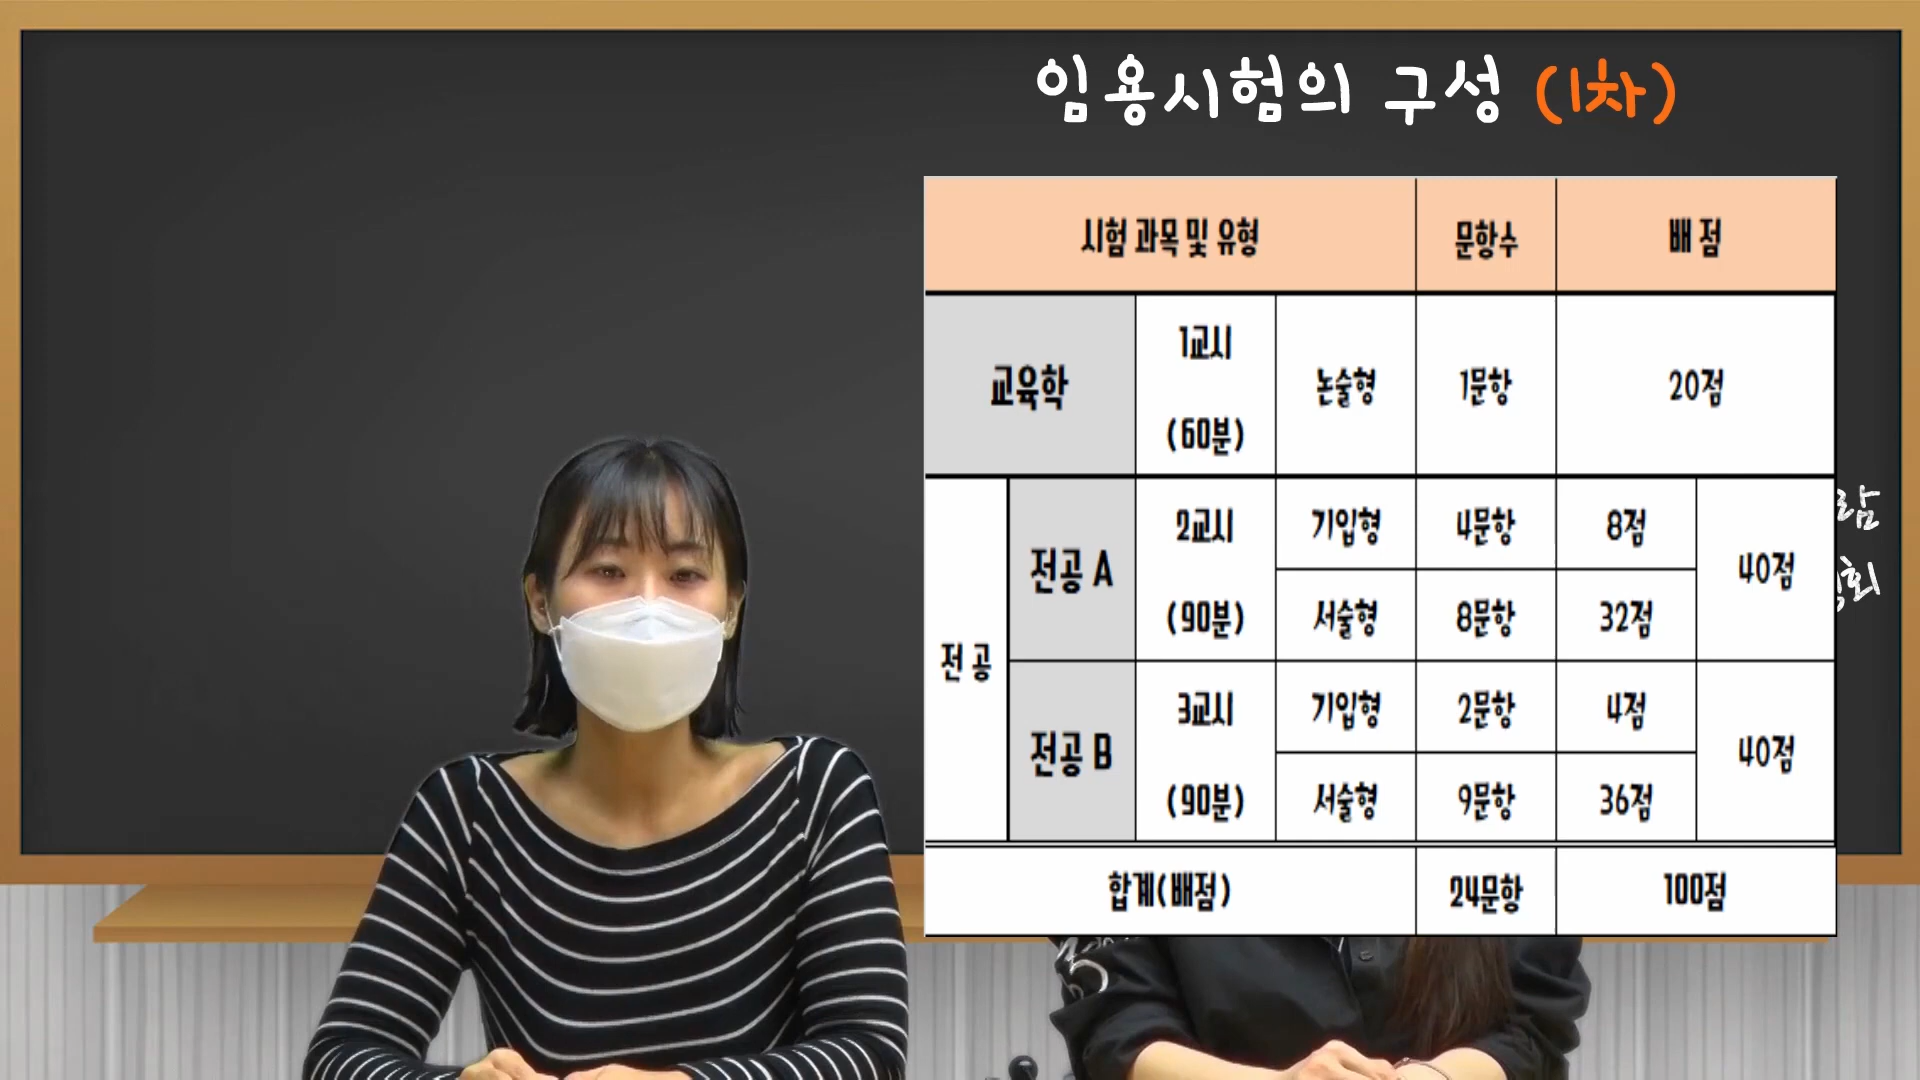 임용시험의 구성 (1차)
시험 과목 및 유형 문항수 배 점
교육학 1교시 (60분) 논술형 1문항 20점
전 공
전공 A 2교시 (90분) 기입형 4문항 8점 40점
서술형 8문항 32점
전공 B 3교시 (90분) 기입형 2문항 4점 40점
서술형 9문항 36점
합계(배점) 24문항 100점
람
회